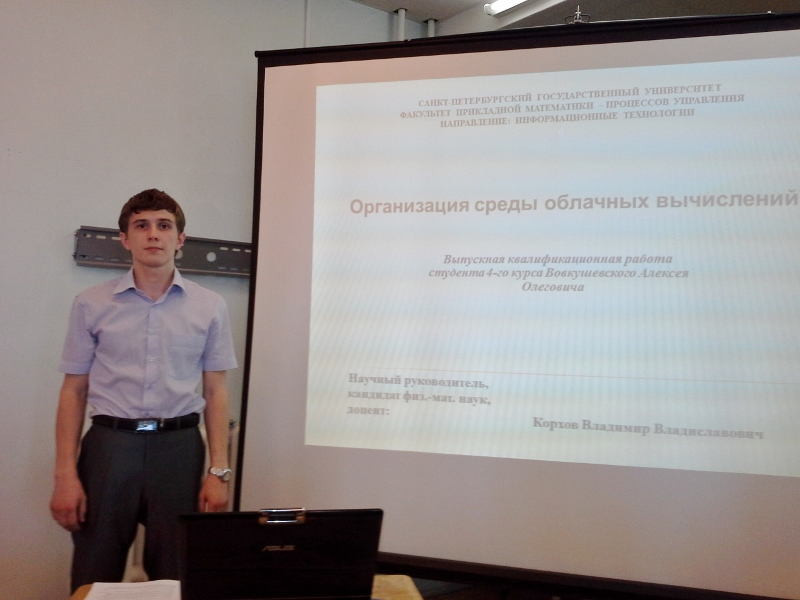 САНКТ-ПЕТЕРБУРГСКИЙ ГОСУДАРСТВЕННЫЙ УНИВЕРСИТЕТ
ФАКУЛЬТЕТ ПРИКЛАДНОЙ МАТЕМАТИКИ - ПРОЦЕССОВ УПРАВЛЕНИЯ
НАПРАВЛЕНИЕ: ИНФОРМАЦИОННЫЕ ТЕХНОЛОГИИ
Организация среды облачных вычислений
Выпускная квалификационная работа
студента 4-го курса Вовкушевского Алексея
Олеговича
Научный руководитель,
кандидат физ.-мат. наук,
доцент:
Корхов Владимир Владиславович
ASUS